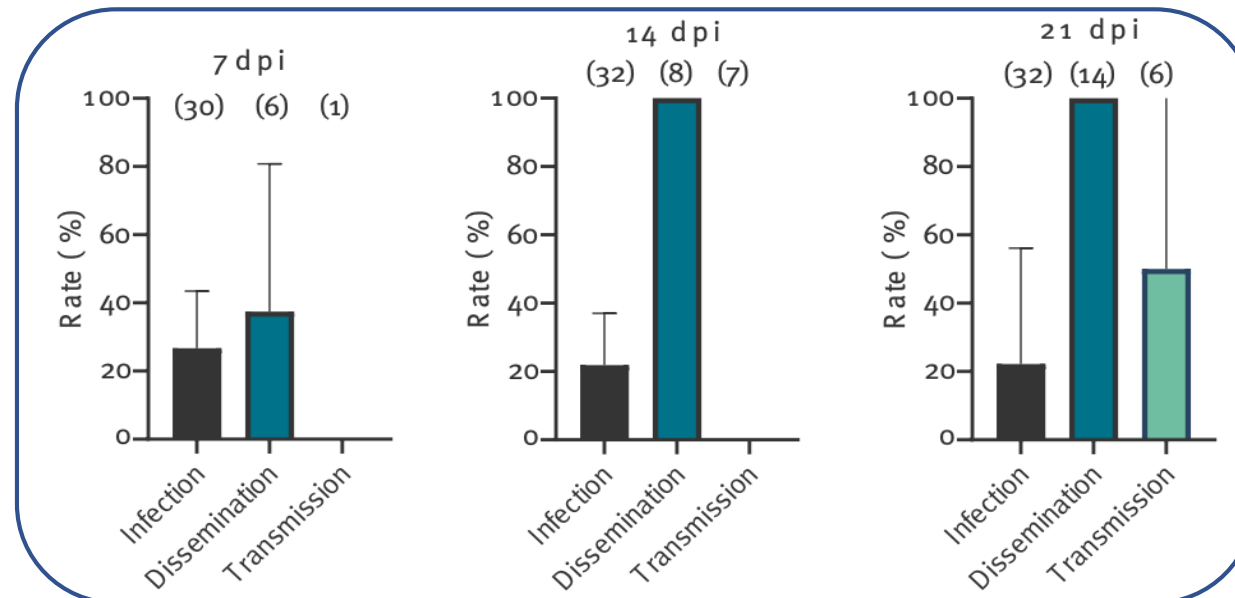 7 dpi
(30) (6) (1)
100
80
60
40
20
0
Rate (%)
Infection
Dissemination
Transmission
14 dpi
(32) (8) (7)
100
80
60
40
20
0
Rate (%)
Infection
Dissemination
Transmission
21 dpi
(32) (14) (6)
100
80
60
40
20
0
Rate (%)
Infection
Dissemination
Transmission